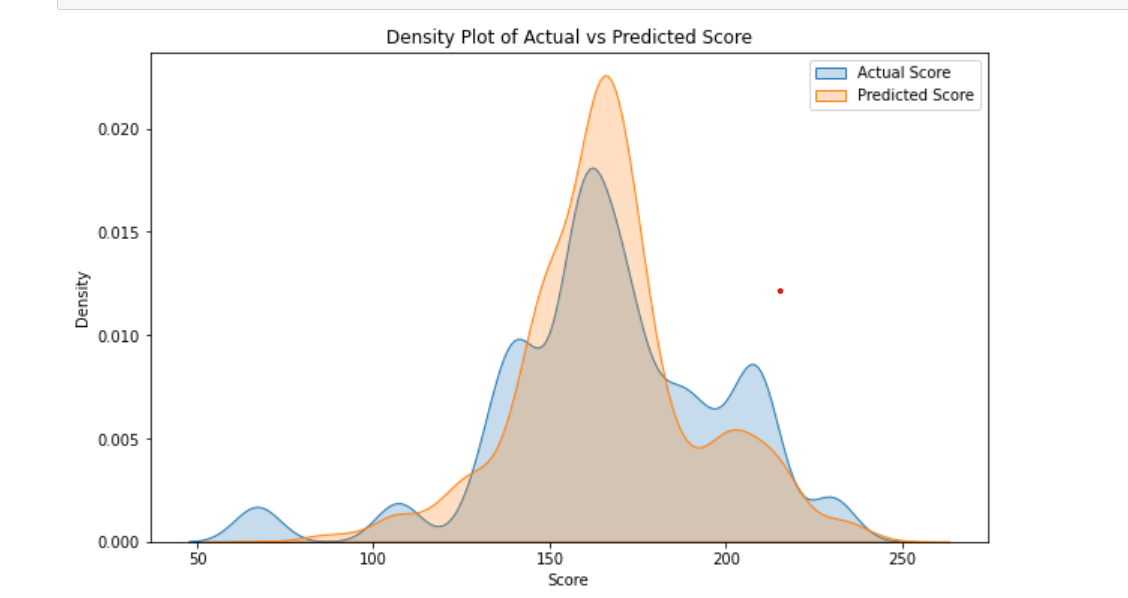 Density Plot of Actual vs Predicted Score
Actual Score
Predicted Score
0.020
0.015
0.010
0.005
0.000
Density
50 100 150 200 250
Score